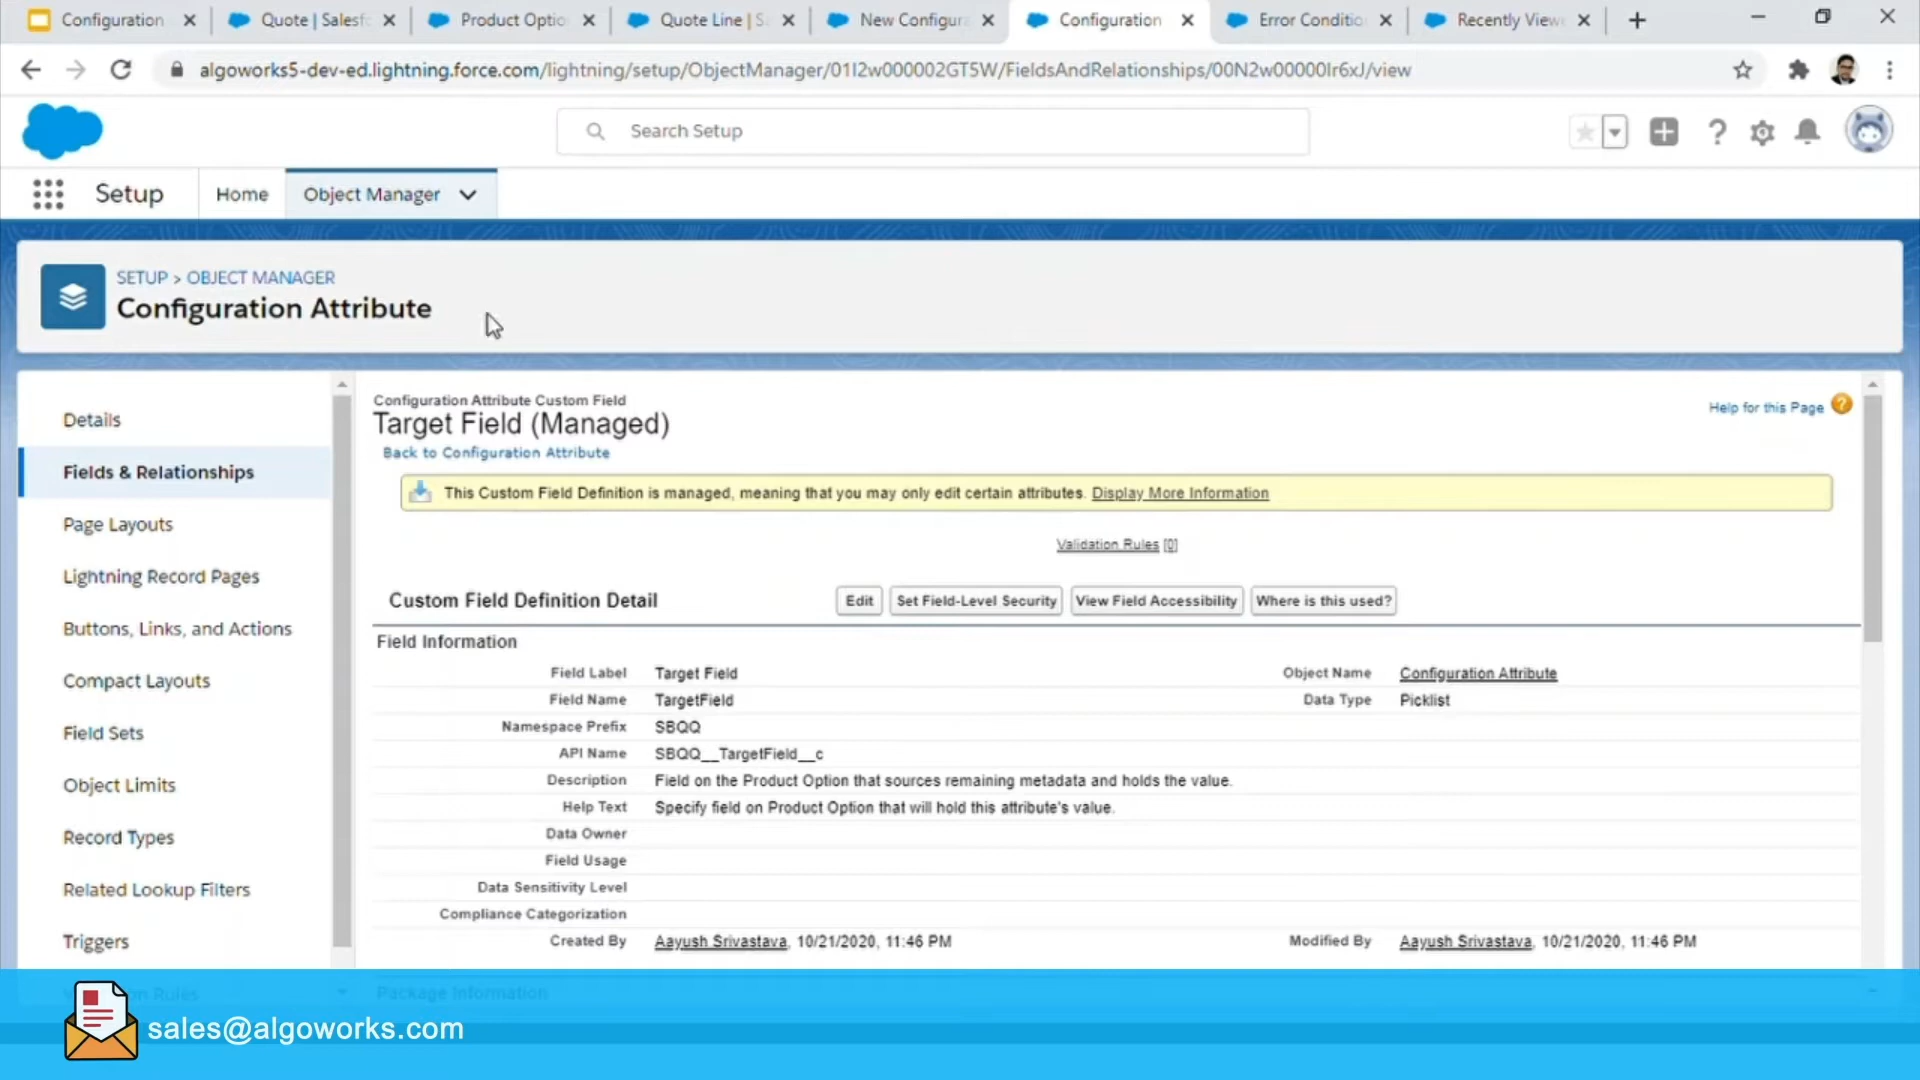 Configuration
Quote | Salesf
Product Optio
Quote Line | S
New Configura
Configuration
Error Conditio
Recently View
algoworks5-dev-ed.lightning.force.com/lightning/setup/ObjectManager/01I2w000002GT5W/FieldsAndRelationships/00N2w00000Ir6xJ/view
Search Setup
Setup
Home
Object Manager
SETUP > OBJECT MANAGER
Configuration Attribute
Details
Fields & Relationships
Page Layouts
Lightning Record Pages
Buttons, Links, and Actions
Compact Layouts
Field Sets
Object Limits
Record Types
Related Lookup Filters
Triggers
Configuration Attribute Custom Field
Target Field (Managed)
Back to Configuration Attribute
Help for this Page ?
This Custom Field Definition is managed, meaning that you may only edit certain attributes. Display More Information
Validation Rules [0]
Custom Field Definition Detail
Edit
Set Field-Level Security
View Field Accessibility
Where is this used?
Field Information
Field Label Target Field
Object Name Configuration Attribute
Field Name TargetField
Data Type Picklist
Namespace Prefix SBQQ
API Name SBQQ__TargetField__c
Description Field on the Product Option that sources remaining metadata and holds the value.
Help Text Specify field on Product Option that will hold this attribute's value.
Data Owner
Field Usage
Data Sensitivity Level
Compliance Categorization
Created By Aayush Srivastava, 10/21/2020, 11:46 PM
Modified By Aayush Srivastava, 10/21/2020, 11:46 PM
Package Information
sales@algoworks.com